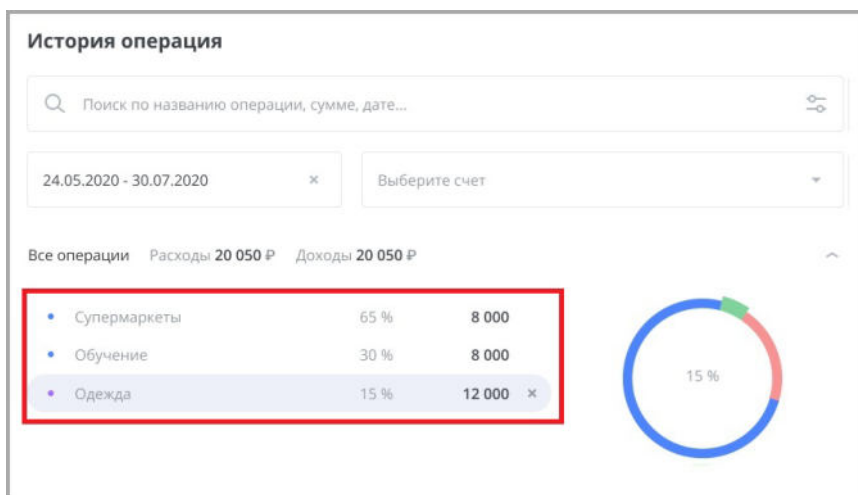 История операция
Поиск по названию операции, сумме, дате...
24.05.2020 - 30.07.2020 × Выберите счет
Все операции Расходы 20 050 ₽ Доходы 20 050 ₽
Супермаркеты 65 % 8 000
Обучение 30 % 8 000
Одежда 15 % 12 000 ×
15 %